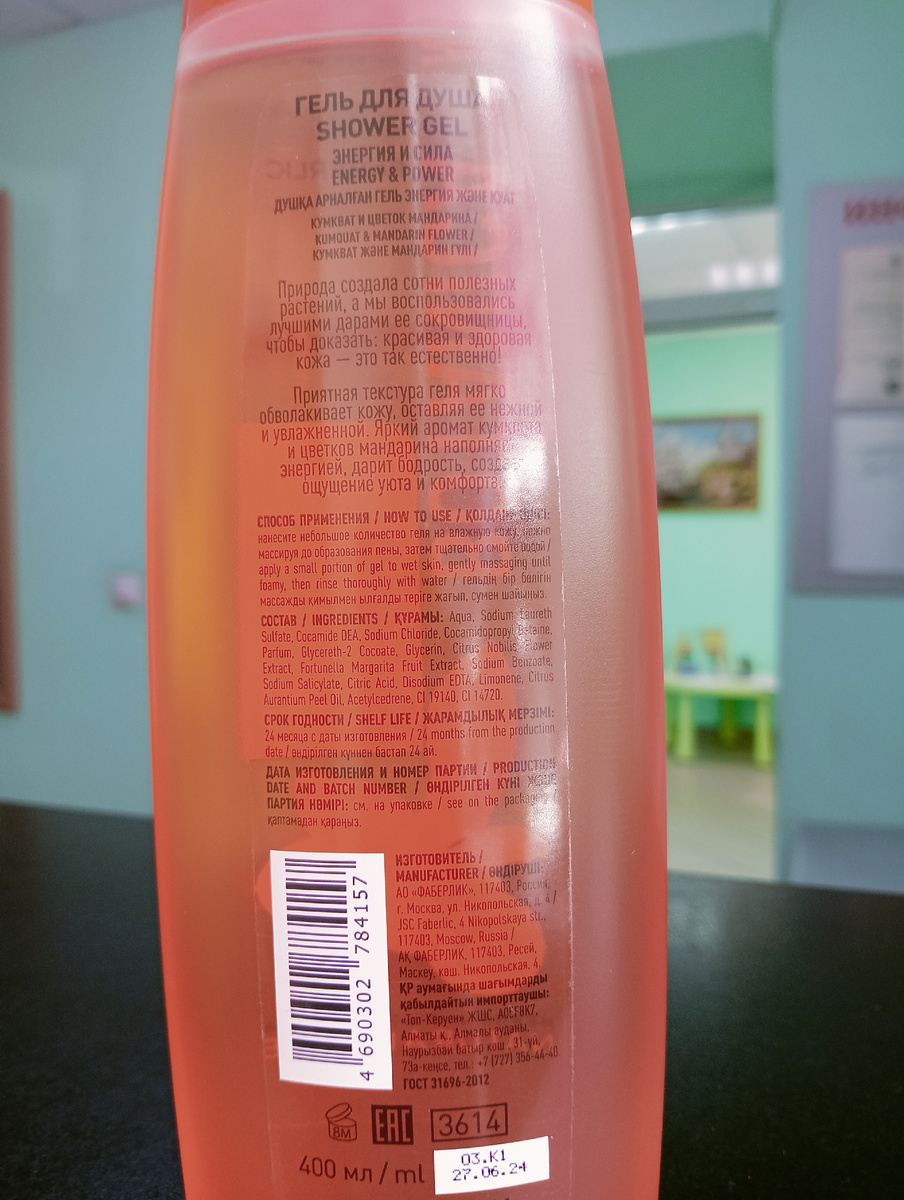 ГЕЛЬ ДЛЯ ДУША
SHOWER GEL
ЭНЕРГИЯ И СИЛА
ENERGY & POWER
ДУШҚА АРНАЛҒАН ГЕЛЬ ЭНЕРГИЯ ЖӘНЕ ҚУАТ
КУМКВАТ И ЦВЕТОК МАНДАРИНА /
KUMQUAT & MANDARIN FLOWER /
КУМКВАТ ЖӘНЕ МАНДАРИН ГҮЛІ /
Природа создала сотни полезных
растений, а мы воспользовались
лучшими дарами ее сокровищницы,
чтобы доказать: красивая и здоровая
кожа — это так естественно!
Приятная текстура геля мягко
обволакивает кожу, оставляя ее нежной
и увлажненной. Яркий аромат кумквата
и цветков мандарина наполняет
энергией, дарит бодрость, создает
ощущение уюта и комфорта.
СПОСОБ ПРИМЕНЕНИЯ / HOW TO USE / ҚОЛДАНУ ӘДІСІ:
нанесите небольшое количество геля на влажную кожу, нежно
массируя до образования пены, затем тщательно смойте водой /
apply a small portion of gel to wet skin, gently massaging until
foamy, then rinse thoroughly with water / гельдің бір бөлігін
массажды қимылмен ылғалды теріге жағып, сумен шайыңыз.
СОСТАВ / INGREDIENTS / ҚҰРАМЫ: Aqua, Sodium Laureth
Sulfate, Cocamide DEA, Sodium Chloride, Cocamidopropyl Betaine,
Parfum, Glycereth-2 Cocoate, Glycerin, Citrus Nobilis Flower
Extract, Fortunella Margarita Fruit Extract, Sodium Benzoate,
Sodium Salicylate, Citric Acid, Disodium EDTA, Limonene, Citrus
Aurantium Peel Oil, Acetylcedrene, CI 19140, CI 14720.
СРОК ГОДНОСТИ / SHELF LIFE / ЖАРАМДЫЛЫҚ МЕРЗІМІ:
24 месяца с даты изготовления / 24 months from the production
date / өндірілген күннен бастап 24 ай.
ДАТА ИЗГОТОВЛЕНИЯ И НОМЕР ПАРТИИ / PRODUCTION
DATE AND BATCH NUMBER / ӨНДІРІЛГЕН КҮНІ ЖӘНЕ
ПАРТИЯ НӨМІРІ: см. на упаковке / see on the package /
қаптамадан қараңыз.
ИЗГОТОВИТЕЛЬ /
MANUFACTURER / ӨНДІРУШІ:
АО «ФАБЕРЛИК», 117403, Россия,
г. Москва, ул. Никопольская, д. 4 /
JSC Faberlic, 4 Nikopolskaya st.,
117403, Moscow, Russia /
АҚ ФАБЕРЛИК, 117403, Ресей,
Мәскеу, көш. Никопольская, 4.
ҚР аумағында шағымдарды
қабылдайтын импорттаушы:
«Топ-Керуен» ЖШС, A05F8K7,
Алматы қ., Алмалы ауданы,
Наурызбай батыр көш., 31-үй,
73а-кеңсе, тел.: +7 (727) 356-44-40.
ГОСТ 31696-2012
4 690302 784157
8М
ЕАС
3614
400 мл / ml
03.К1
27.06.24